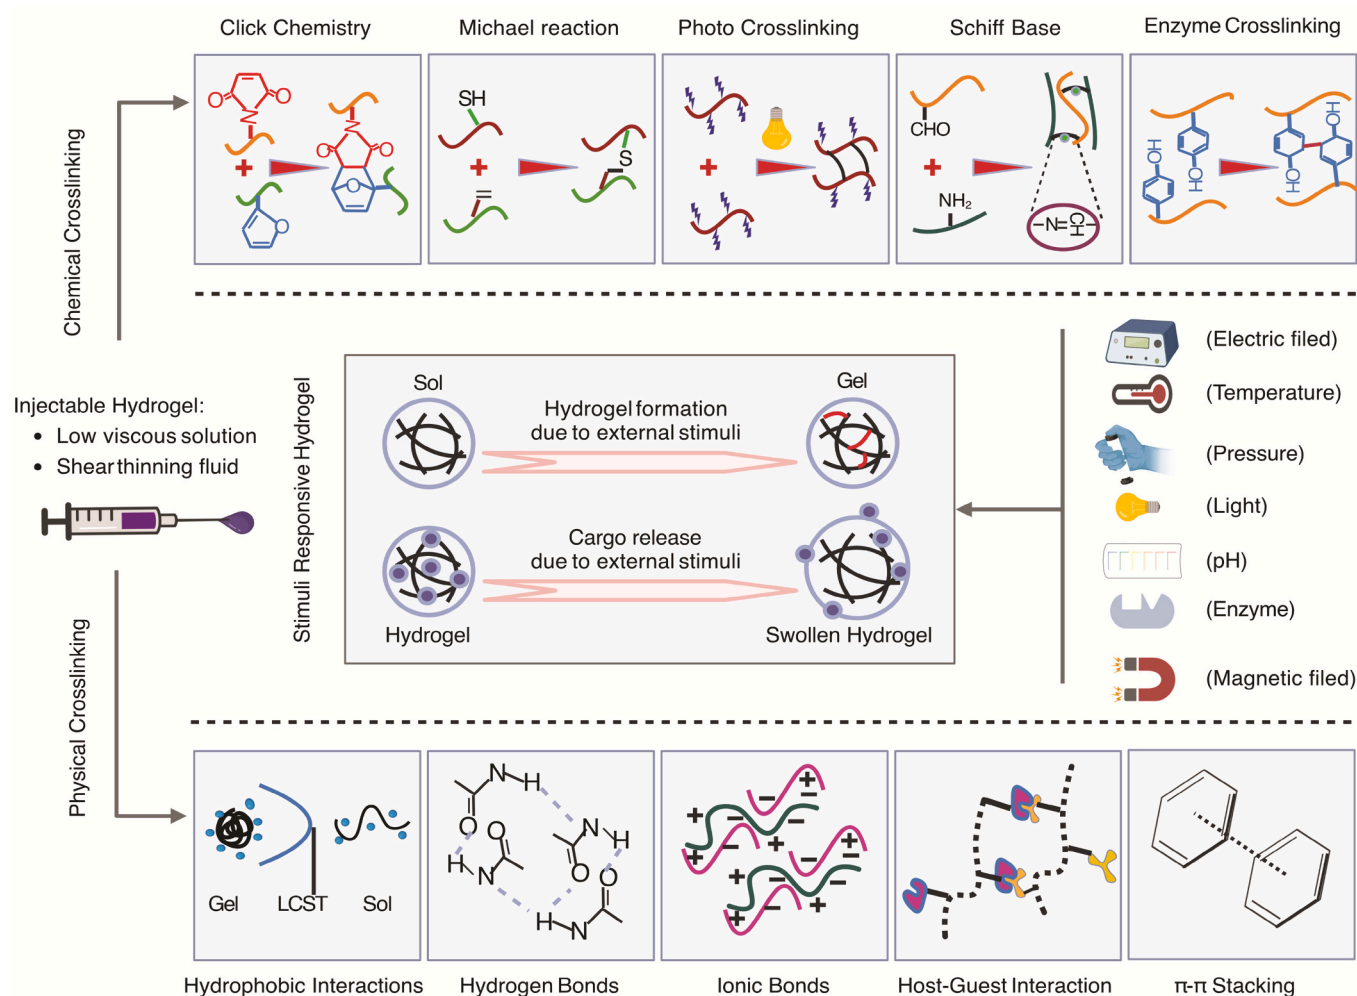 Click Chemistry
Michael reaction
Photo Crosslinking
Schiff Base
Enzyme Crosslinking
Chemical Crosslinking
O
O
N
+
N
O
O
O
O
SH
+
S
+
CHO
+
NH₂
–N=CH–
HO
OH
HO
OH
Injectable Hydrogel:
• Low viscous solution
• Shear thinning fluid
Stimuli Responsive Hydrogel
Sol
Gel
Hydrogel formation
due to external stimuli
Cargo release
due to external stimuli
Hydrogel
Swollen Hydrogel
(Electric filed)
(Temperature)
(Pressure)
(Light)
(pH)
(Enzyme)
(Magnetic filed)
Physical Crosslinking
Gel
LCST
Sol
N
H
O
O
N
H
H
N
O
O
H
N
+
–
–
+
+
–
–
–
+
+
–
+
+
–
–
+
–
–
+
+
Hydrophobic Interactions
Hydrogen Bonds
Ionic Bonds
Host-Guest Interaction
π-π Stacking